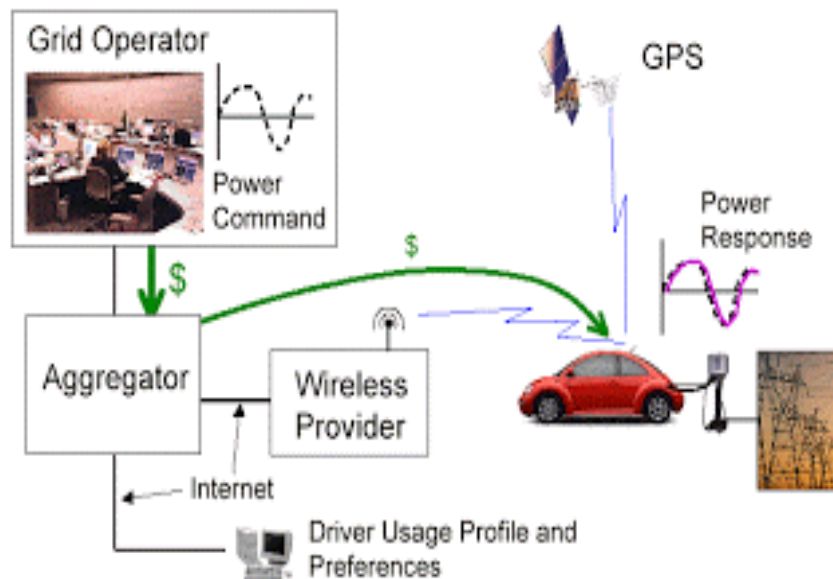 Grid Operator
Power
Command
$
Aggregator
$
Wireless
Provider
Internet
Driver Usage Profile and
Preferences
GPS
Power
Response